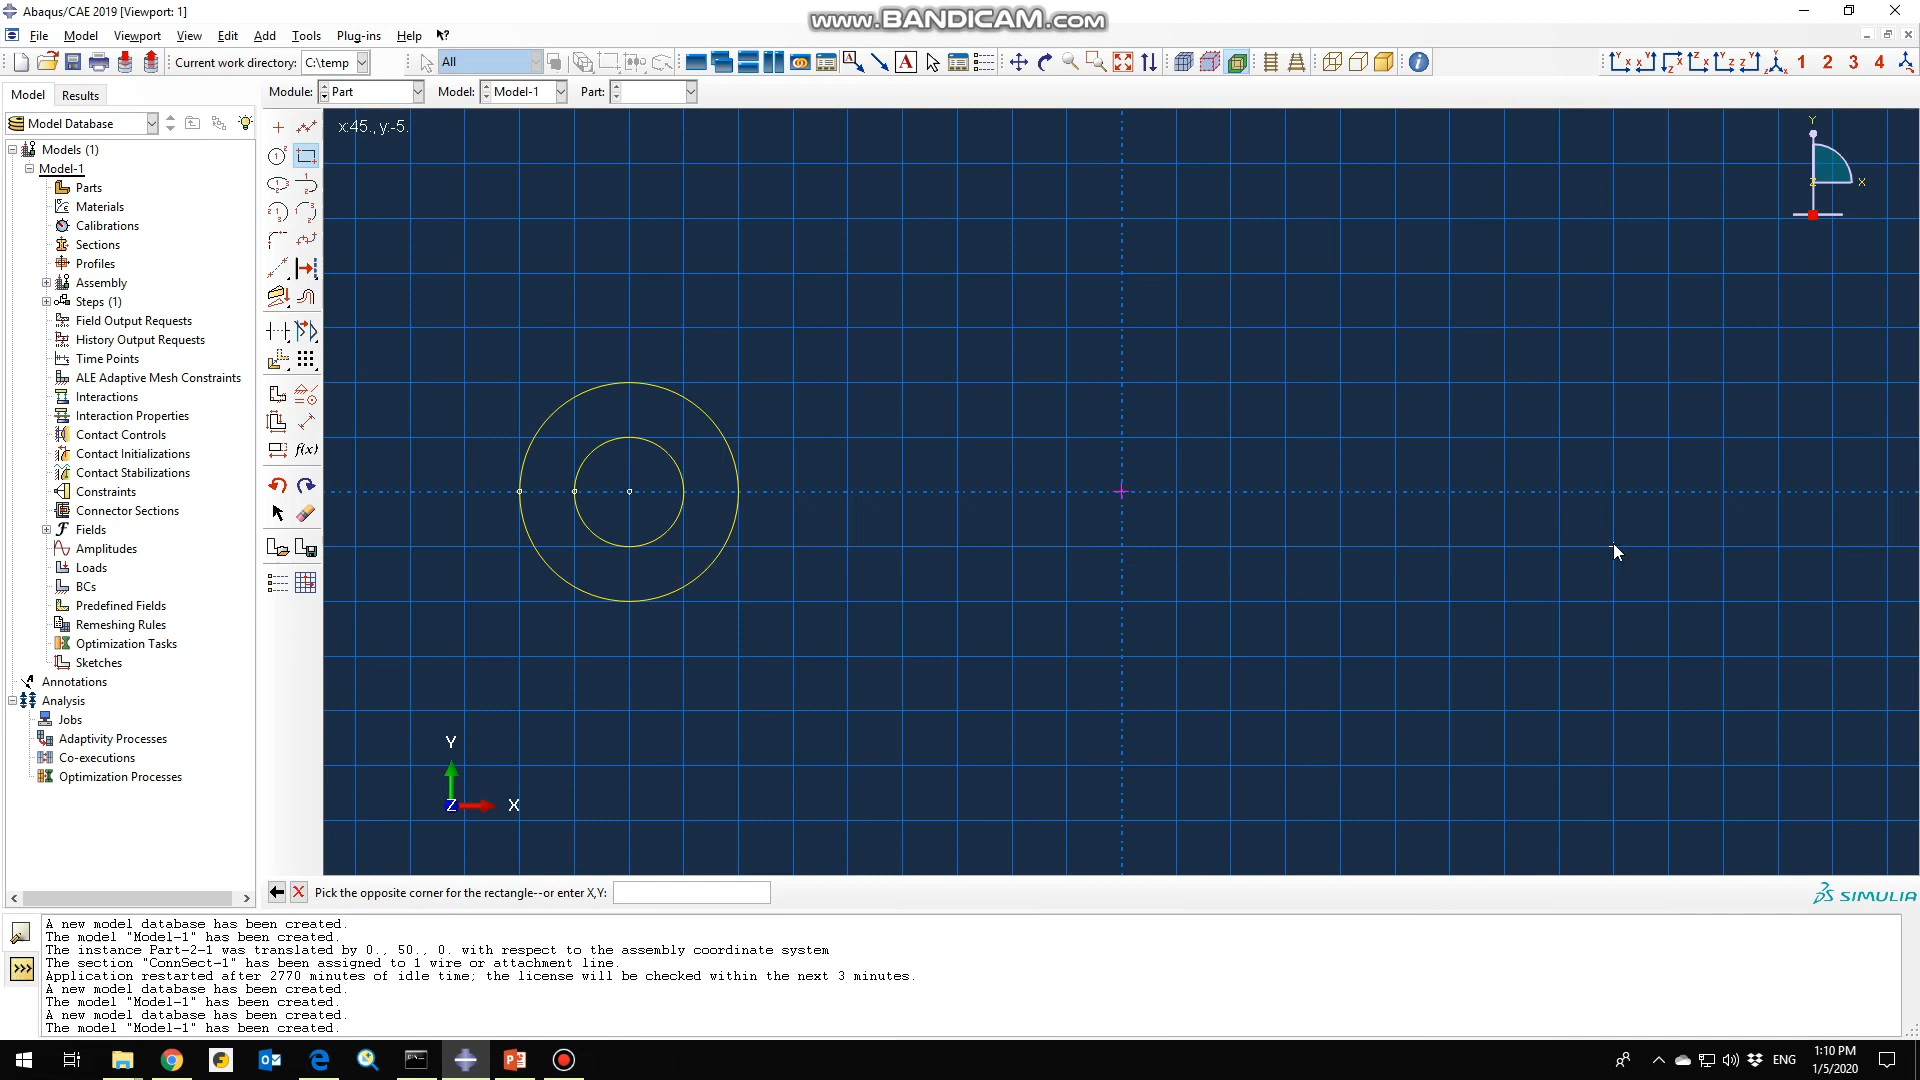 Abaqus/CAE 2019 [Viewport: 1]
www.BANDICAM.com
File Model Viewport View Edit Add Tools Plug-ins Help
Current work directory: C:\temp
All
1 2 3 4
Model Results
Module: Part Model: Model-1 Part:
Model Database
x:45., y:-5.
Models (1)
Model-1
Parts
Materials
Calibrations
Sections
Profiles
Assembly
Steps (1)
Field Output Requests
History Output Requests
Time Points
ALE Adaptive Mesh Constraints
Interactions
Interaction Properties
Contact Controls
Contact Initializations
Contact Stabilizations
Constraints
Connector Sections
Fields
Amplitudes
Loads
BCs
Predefined Fields
Remeshing Rules
Optimization Tasks
Sketches
Annotations
Analysis
Jobs
Adaptivity Processes
Co-executions
Optimization Processes
f(x)
Y
Z X
Y
Z X
Pick the opposite corner for the rectangle--or enter X,Y:
SIMULIA
A new model database has been created.
The model "Model-1" has been created.
The instance Part-2-1 was translated by 0., 50., 0. with respect to the assembly coordinate system
The section "ConnSect-1" has been assigned to 1 wire or attachment line.
Application restarted after 2770 minutes of idle time; the license will be checked within the next 3 minutes.
A new model database has been created.
The model "Model-1" has been created.
A new model database has been created.
The model "Model-1" has been created.
ENG
1:10 PM
1/5/2020